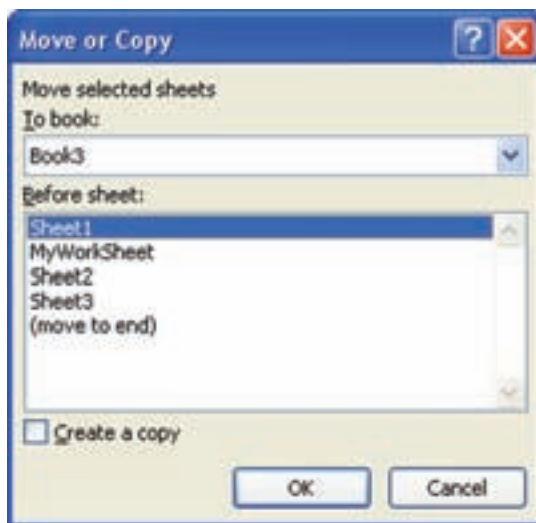 Move or Copy
Move selected sheets
To book:
Book3
Before sheet:
Sheet1
MyWorkSheet
Sheet2
Sheet3
(move to end)
Create a copy
OK Cancel